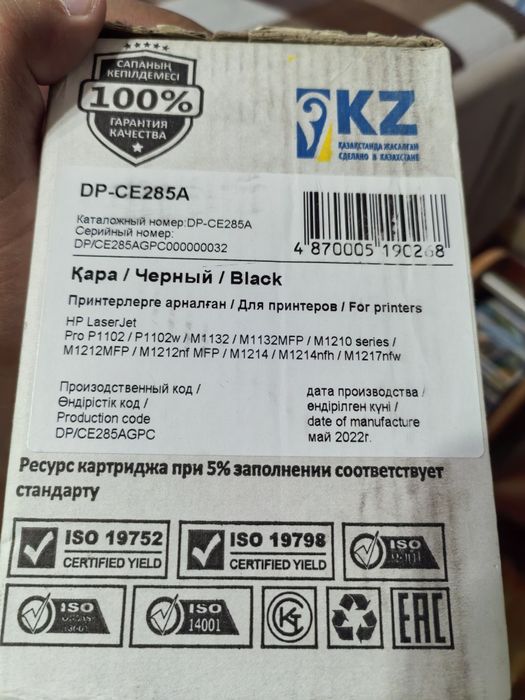 САПАНЫҢ
КЕПІЛДЕМЕСІ
100%
ГАРАНТИЯ
КАЧЕСТВА
KZ
ҚАЗАҚСТАНДА ЖАСАЛҒАН
СДЕЛАНО В КАЗАХСТАНЕ
DP-CE285A
Каталожный номер:DP-CE285A
Серийный номер:
DP/CE285AGPC000000032
4 870005 190268
Қара / Черный / Black
Принтерлерге арналған / Для принтеров / For printers
HP LaserJet
Pro P1102 / P1102w / M1132 / M1132MFP / M1210 series /
M1212MFP / M1212nf MFP / M1214 / M1214nfh / M1217nfw
Производственный код /
Өндірістік код /
Production code
DP/CE285AGPC
дата производства /
өндірілген күні /
date of manufacture
май 2022г.
Ресурс картриджа при 5% заполнении соответствует
стандарту
ISO 19752
CERTIFIED YIELD
ISO 19798
CERTIFIED YIELD
ISO
ISO
ISO
14001
EAC